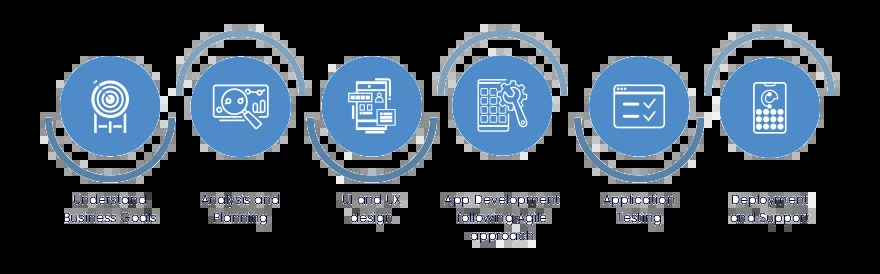 Understand
Business Goals
Analysis and
Planning
UI and UX
design
App Development
following Agile
approach
Application
Testing
Deployment
and Support